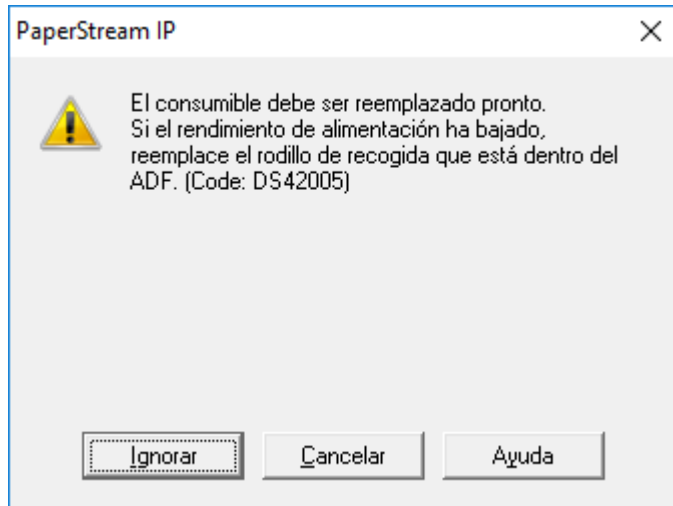 PaperStream IP
El consumible debe ser reemplazado pronto.
Si el rendimiento de alimentación ha bajado,
reemplace el rodillo de recogida que está dentro del
ADF. (Code: DS42005)
Ignorar
Cancelar
Ayuda